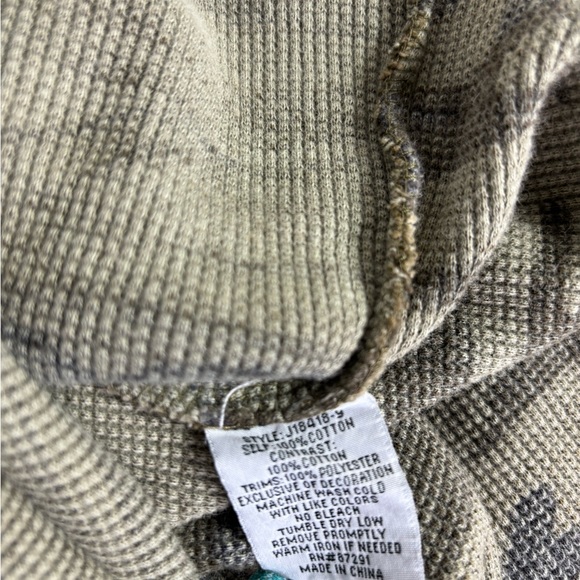 STYLE: J18418-9
SELF: 100% COTTON
CONTRAST:
100% COTTON
TRIMS: 100% POLYESTER
EXCLUSIVE OF DECORATION
MACHINE WASH COLD
WITH LIKE COLORS
NO BLEACH
TUMBLE DRY LOW
REMOVE PROMPTLY
WARM IRON IF NEEDED
RN#87291
MADE IN CHINA